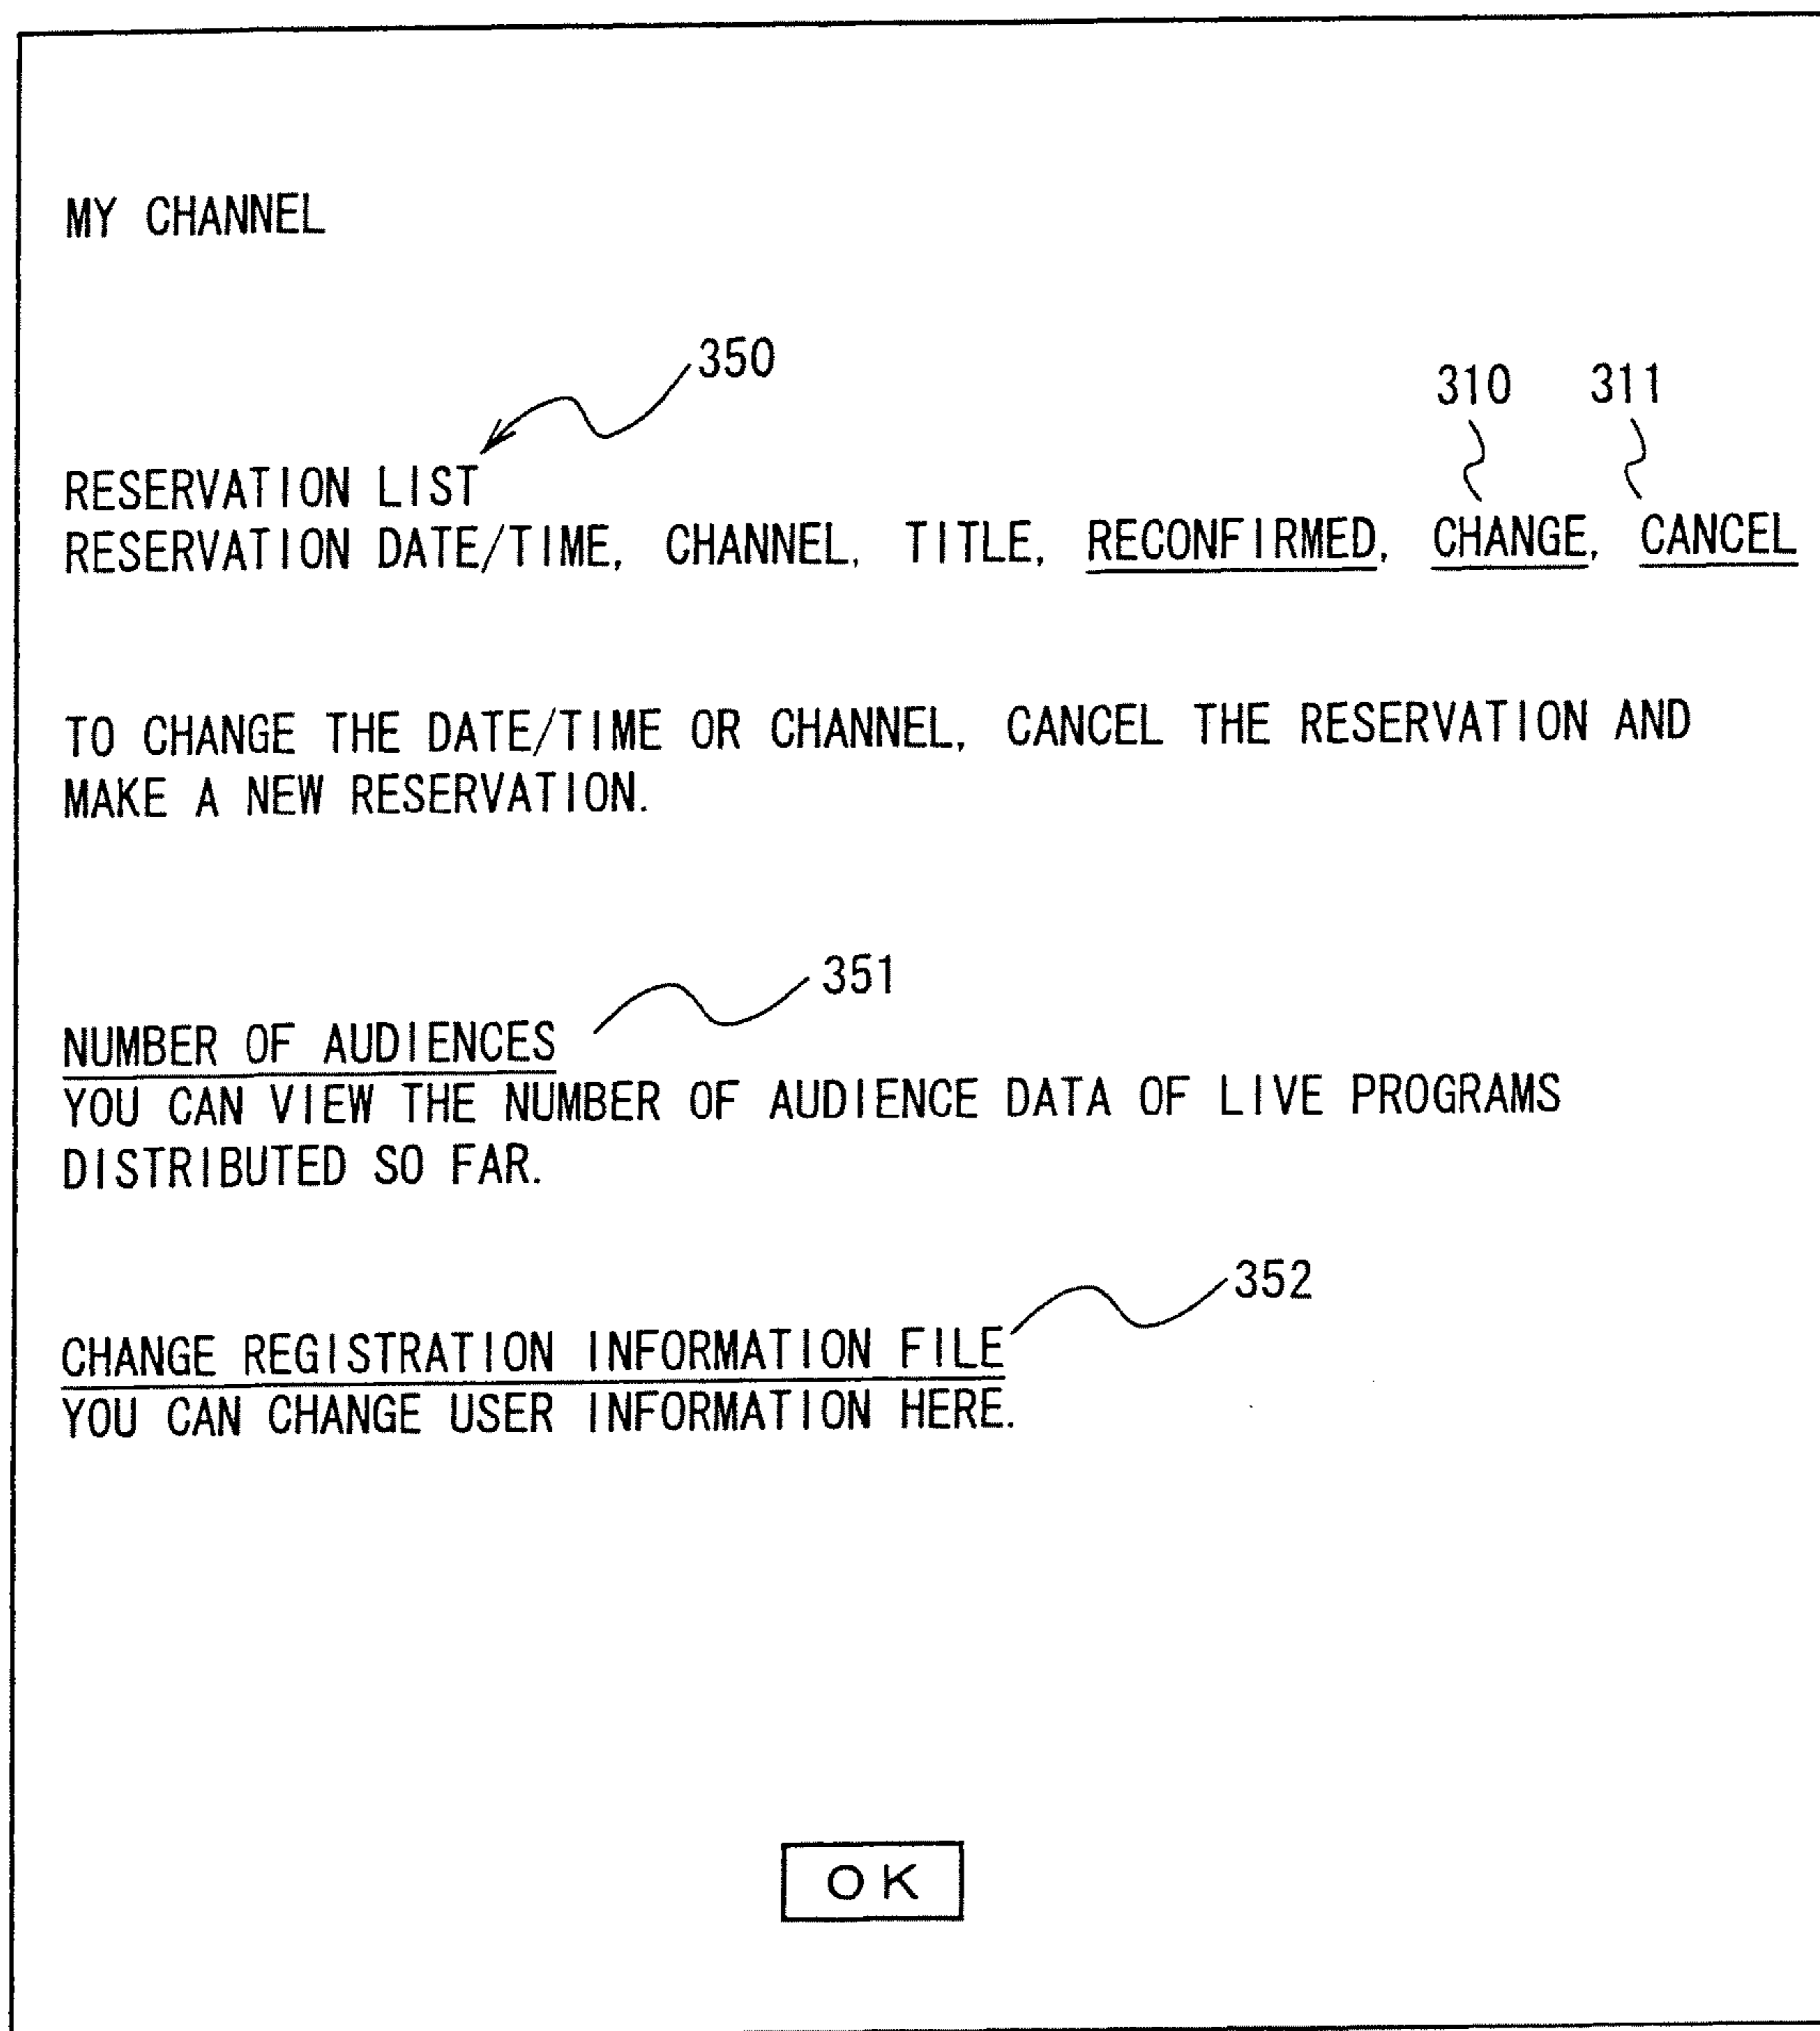 MY CHANNEL
350
310 311
RESERVATION LIST
RESERVATION DATE/TIME, CHANNEL, TITLE, RECONFIRMED, CHANGE, CANCEL
TO CHANGE THE DATE/TIME OR CHANNEL, CANCEL THE RESERVATION AND
MAKE A NEW RESERVATION.
351
NUMBER OF AUDIENCES
YOU CAN VIEW THE NUMBER OF AUDIENCE DATA OF LIVE PROGRAMS
DISTRIBUTED SO FAR.
352
CHANGE REGISTRATION INFORMATION FILE
YOU CAN CHANGE USER INFORMATION HERE.
OK